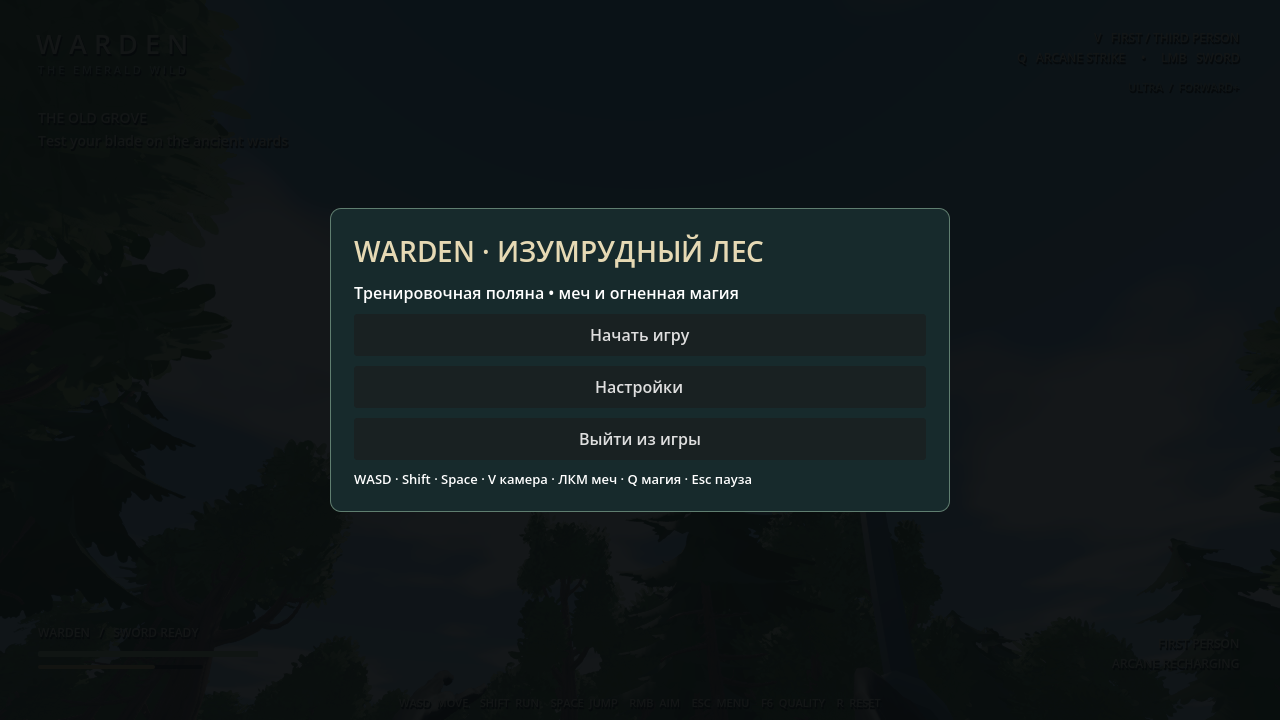 WARDEN
THE EMERALD WILD
V FIRST / THIRD PERSON
Q ARCANE STRIKE • LMB SWORD
ULTRA / FORWARD+
THE OLD GROVE
Test your blade on the ancient wards
WARDEN · ИЗУМРУДНЫЙ ЛЕС
Тренировочная поляна • меч и огненная магия
Начать игру
Настройки
Выйти из игры
WASD · Shift · Space · V камера · ЛКМ меч · Q магия · Esc пауза
WARDEN / SWORD READY
FIRST PERSON
ARCANE RECHARGING
WASD MOVE SHIFT RUN SPACE JUMP RMB AIM ESC MENU F6 QUALITY R RESET